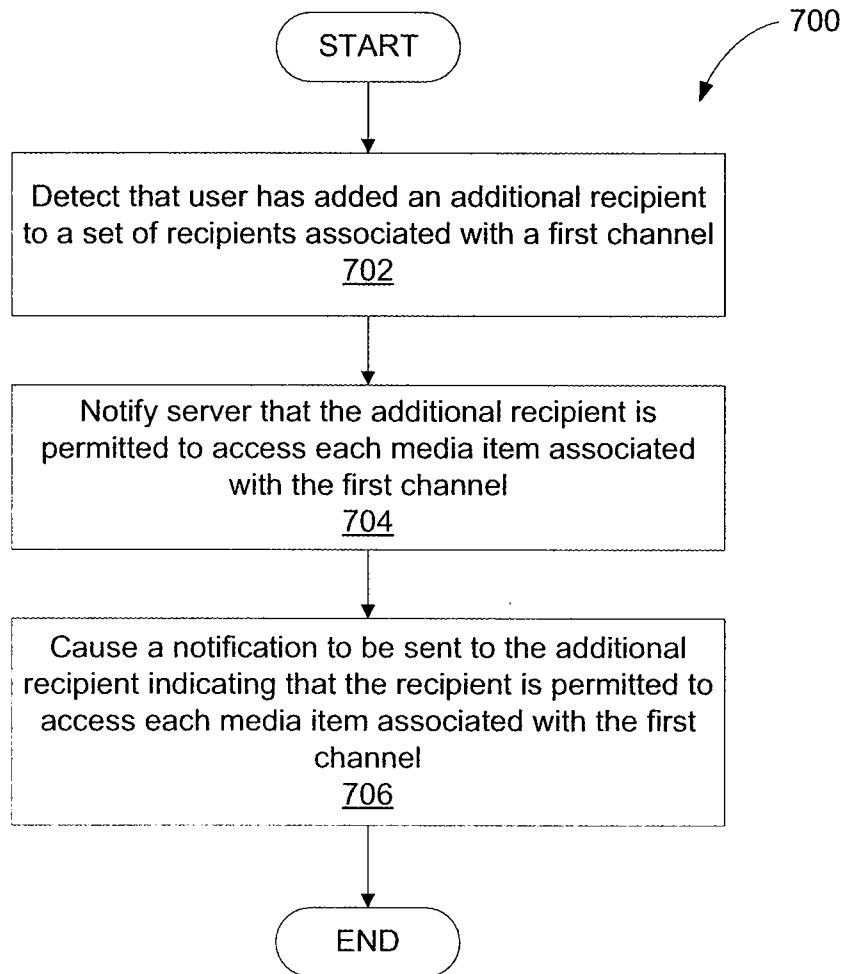 START
700
Detect that user has added an additional recipient
to a set of recipients associated with a first channel
702
Notify server that the additional recipient is
permitted to access each media item associated
with the first channel
704
Cause a notification to be sent to the additional
recipient indicating that the recipient is permitted to
access each media item associated with the first
channel
706
END